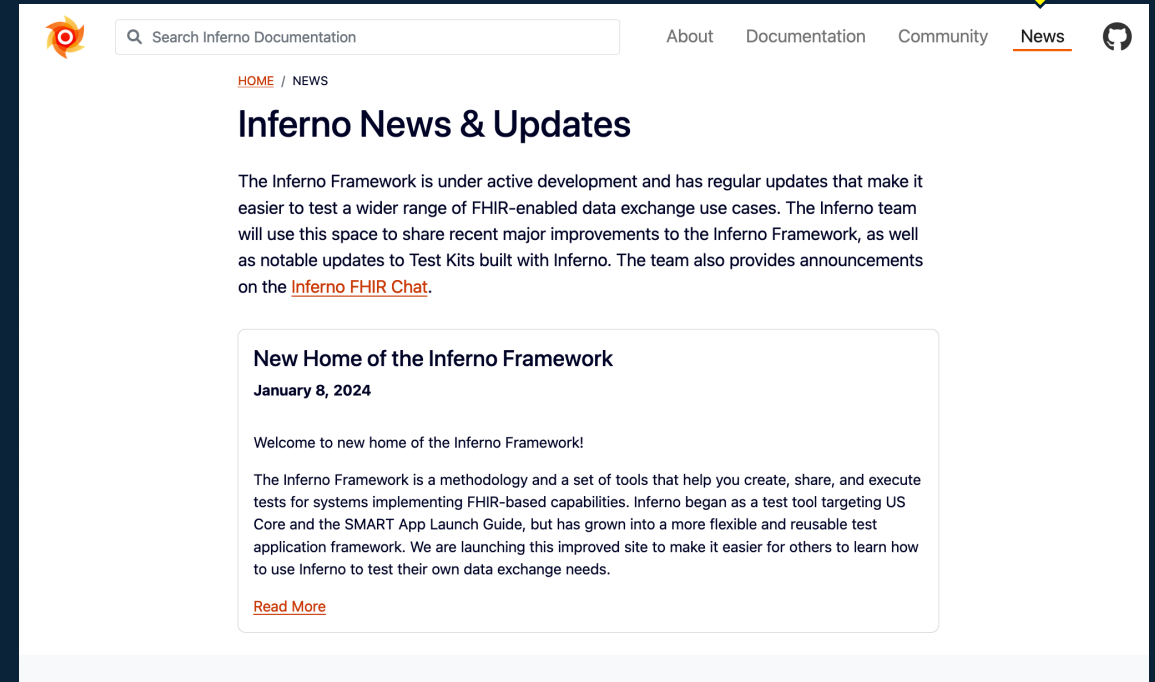 Search Inferno Documentation
About
Documentation
Community
News
HOME / NEWS
Inferno News & Updates
The Inferno Framework is under active development and has regular updates that make it
easier to test a wider range of FHIR-enabled data exchange use cases. The Inferno team
will use this space to share recent major improvements to the Inferno Framework, as well
as notable updates to Test Kits built with Inferno. The team also provides announcements
on the Inferno FHIR Chat.
New Home of the Inferno Framework
January 8, 2024
Welcome to new home of the Inferno Framework!
The Inferno Framework is a methodology and a set of tools that help you create, share, and execute
tests for systems implementing FHIR-based capabilities. Inferno began as a test tool targeting US
Core and the SMART App Launch Guide, but has grown into a more flexible and reusable test
application framework. We are launching this improved site to make it easier for others to learn how
to use Inferno to test their own data exchange needs.
Read More